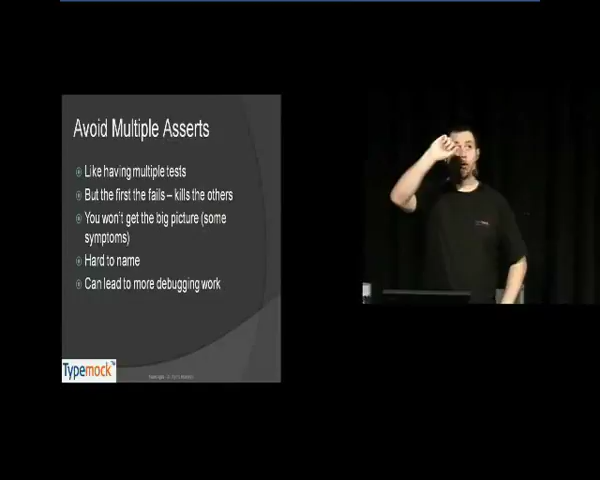 Avoid Multiple Asserts
Like having multiple tests
But the first the fails – kills the others
You won't get the big picture (some
symptoms)
Hard to name
Can lead to more debugging work
Typemock